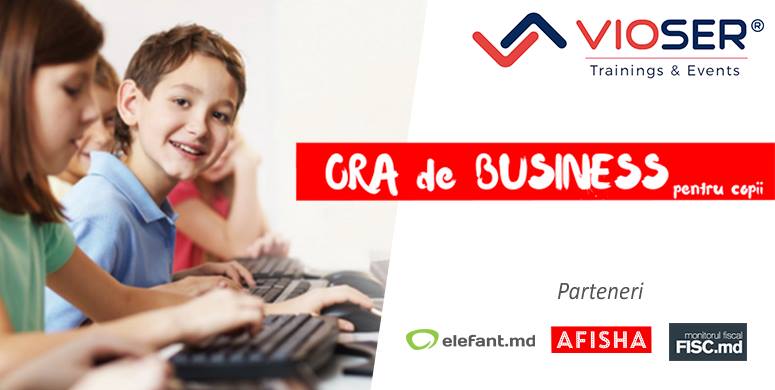 VIOSER®
Trainings & Events
ORA de BUSINESS pentru copii
Parteneri
elefant.md
AFISHA
monitorul fiscal
FISC.md